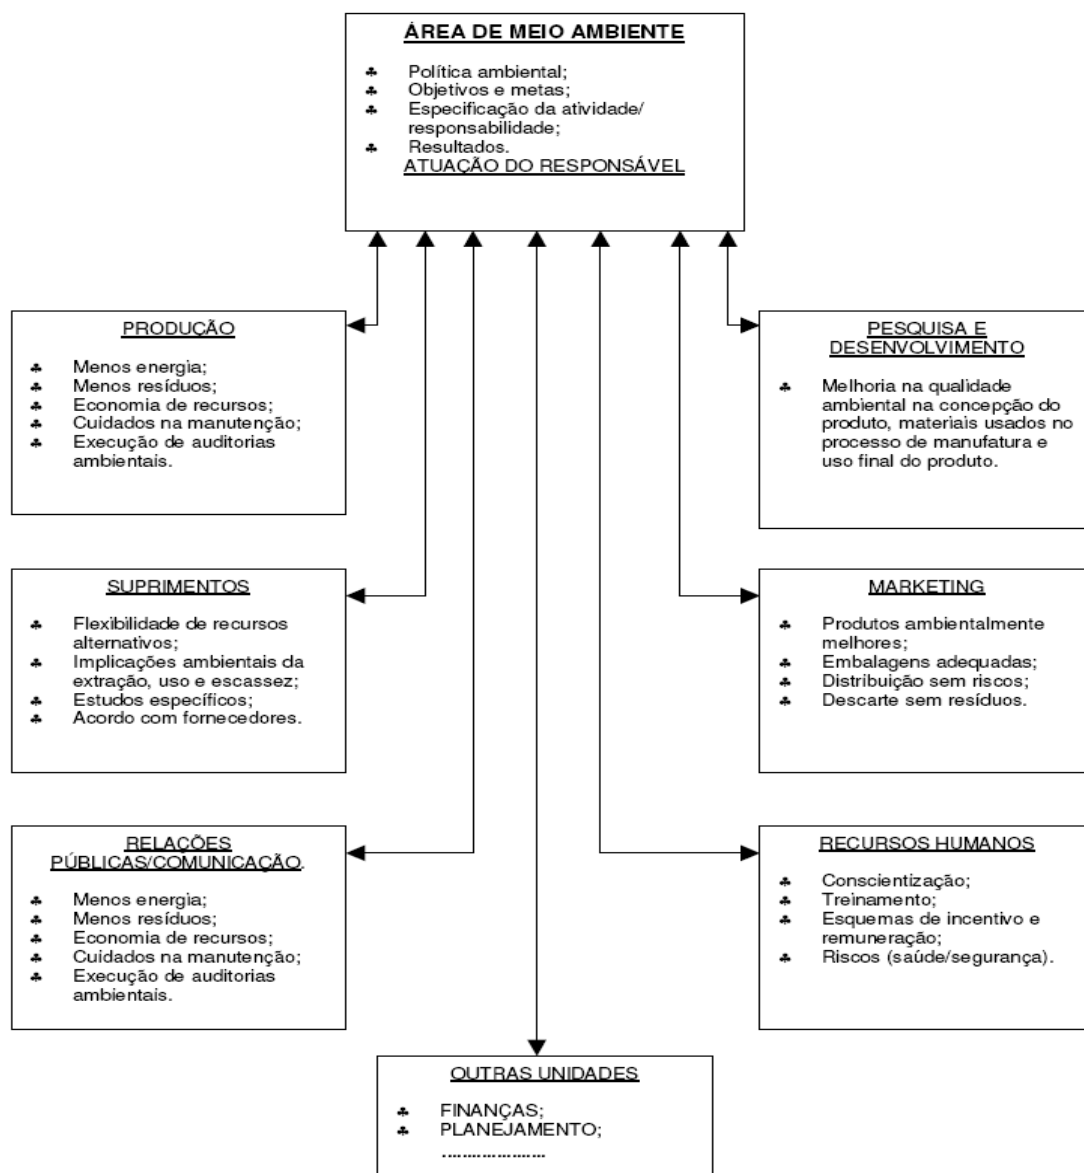 ÁREA DE MEIO AMBIENTE
♣ Política ambiental;
♣ Objetivos e metas;
♣ Especificação da atividade/
responsabilidade;
♣ Resultados.
ATUAÇÃO DO RESPONSÁVEL
PRODUÇÃO
♣ Menos energia;
♣ Menos resíduos;
♣ Economia de recursos;
♣ Cuidados na manutenção;
♣ Execução de auditorias
ambientais.
PESQUISA E
DESENVOLVIMENTO
♣ Melhoria na qualidade
ambiental na concepção do
produto, materiais usados no
processo de manufatura e
uso final do produto.
SUPRIMENTOS
♣ Flexibilidade de recursos
alternativos;
♣ Implicações ambientais da
extração, uso e escassez;
♣ Estudos específicos;
♣ Acordo com fornecedores.
MARKETING
♣ Produtos ambientalmente
melhores;
♣ Embalagens adequadas;
♣ Distribuição sem riscos;
♣ Descarte sem resíduos.
RELAÇÕES
PÚBLICAS/COMUNICAÇÃO.
♣ Menos energia;
♣ Menos resíduos;
♣ Economia de recursos;
♣ Cuidados na manutenção;
♣ Execução de auditorias
ambientais.
RECURSOS HUMANOS
♣ Conscientização;
♣ Treinamento;
♣ Esquemas de incentivo e
remuneração;
♣ Riscos (saúde/segurança).
OUTRAS UNIDADES
♣ FINANÇAS;
♣ PLANEJAMENTO;
....................